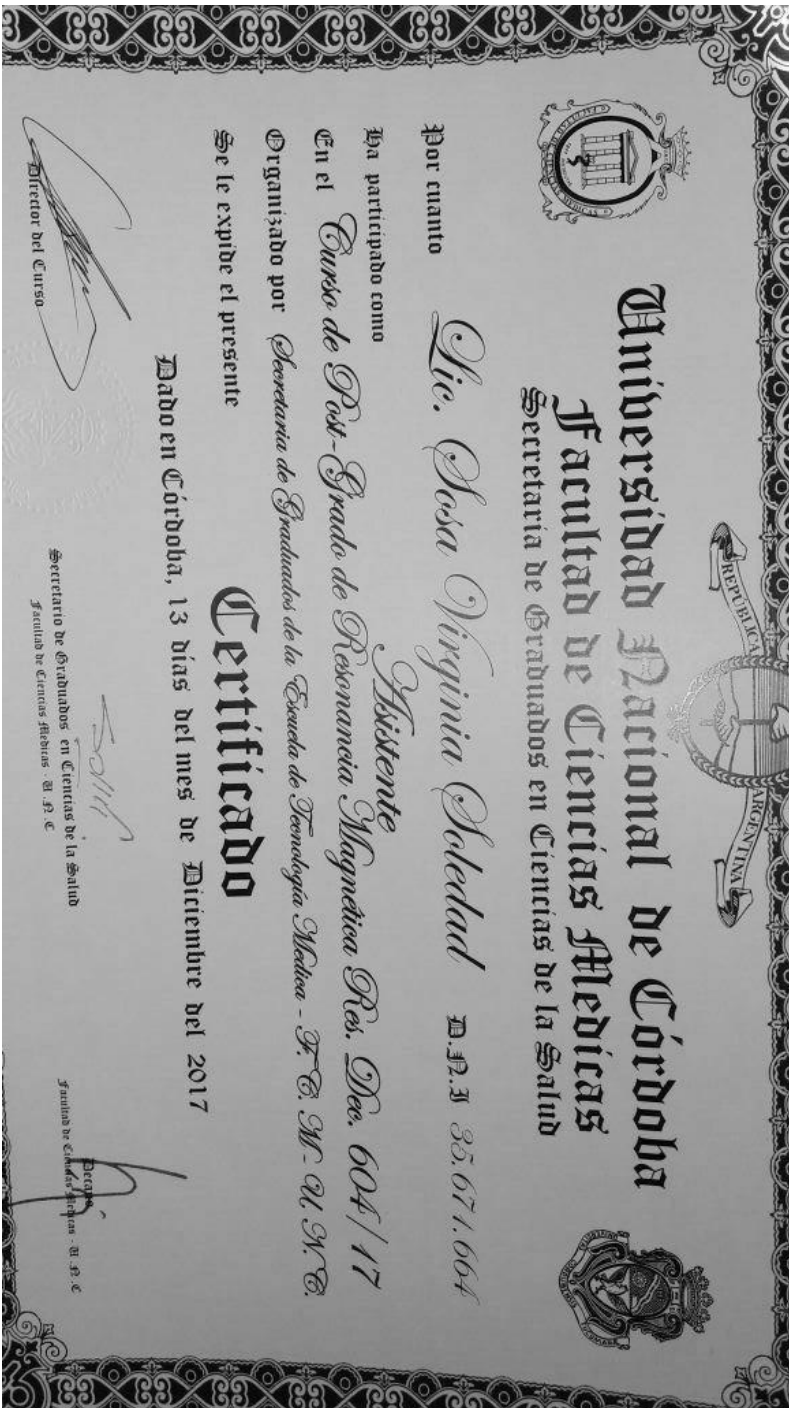 REPUBLICA ARGENTINA
Universidad Nacional de Córdoba
Facultad de Ciencias Medicas
Secretaria de Graduados en Ciencias de la Salud
Por cuanto Lic. Sosa Virginia Soledad D.N.I 35.671.664
Ha participado como Asistente
En el Curso de Post-Grado de Resonancia Magnética Res. Dec. 604/17
Organizado por Secretaria de Graduados de la Escuela de Tecnología Medica - F. C. M - U. N. C.
Se le expide el presente
Certificado
Dado en Córdoba, 13 días del mes de Diciembre del 2017
Director del Curso
Secretario de Graduados en Ciencias de la Salud
Facultad de Ciencias Medicas - U.N.C
Decano
Facultad de Ciencias Medicas - U.N.C